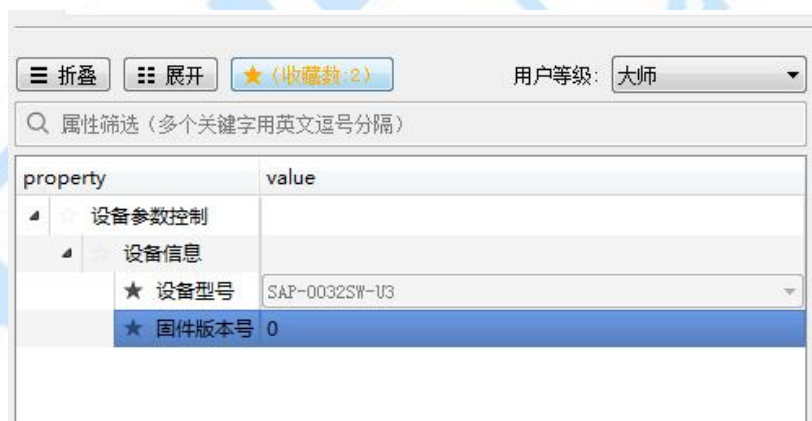 折叠 展开 (收藏数:2) 用户等级: 大师
属性筛选（多个关键字用英文逗号分隔）
property value
设备参数控制
设备信息
设备型号 SAP-0032SW-U3
固件版本号 0